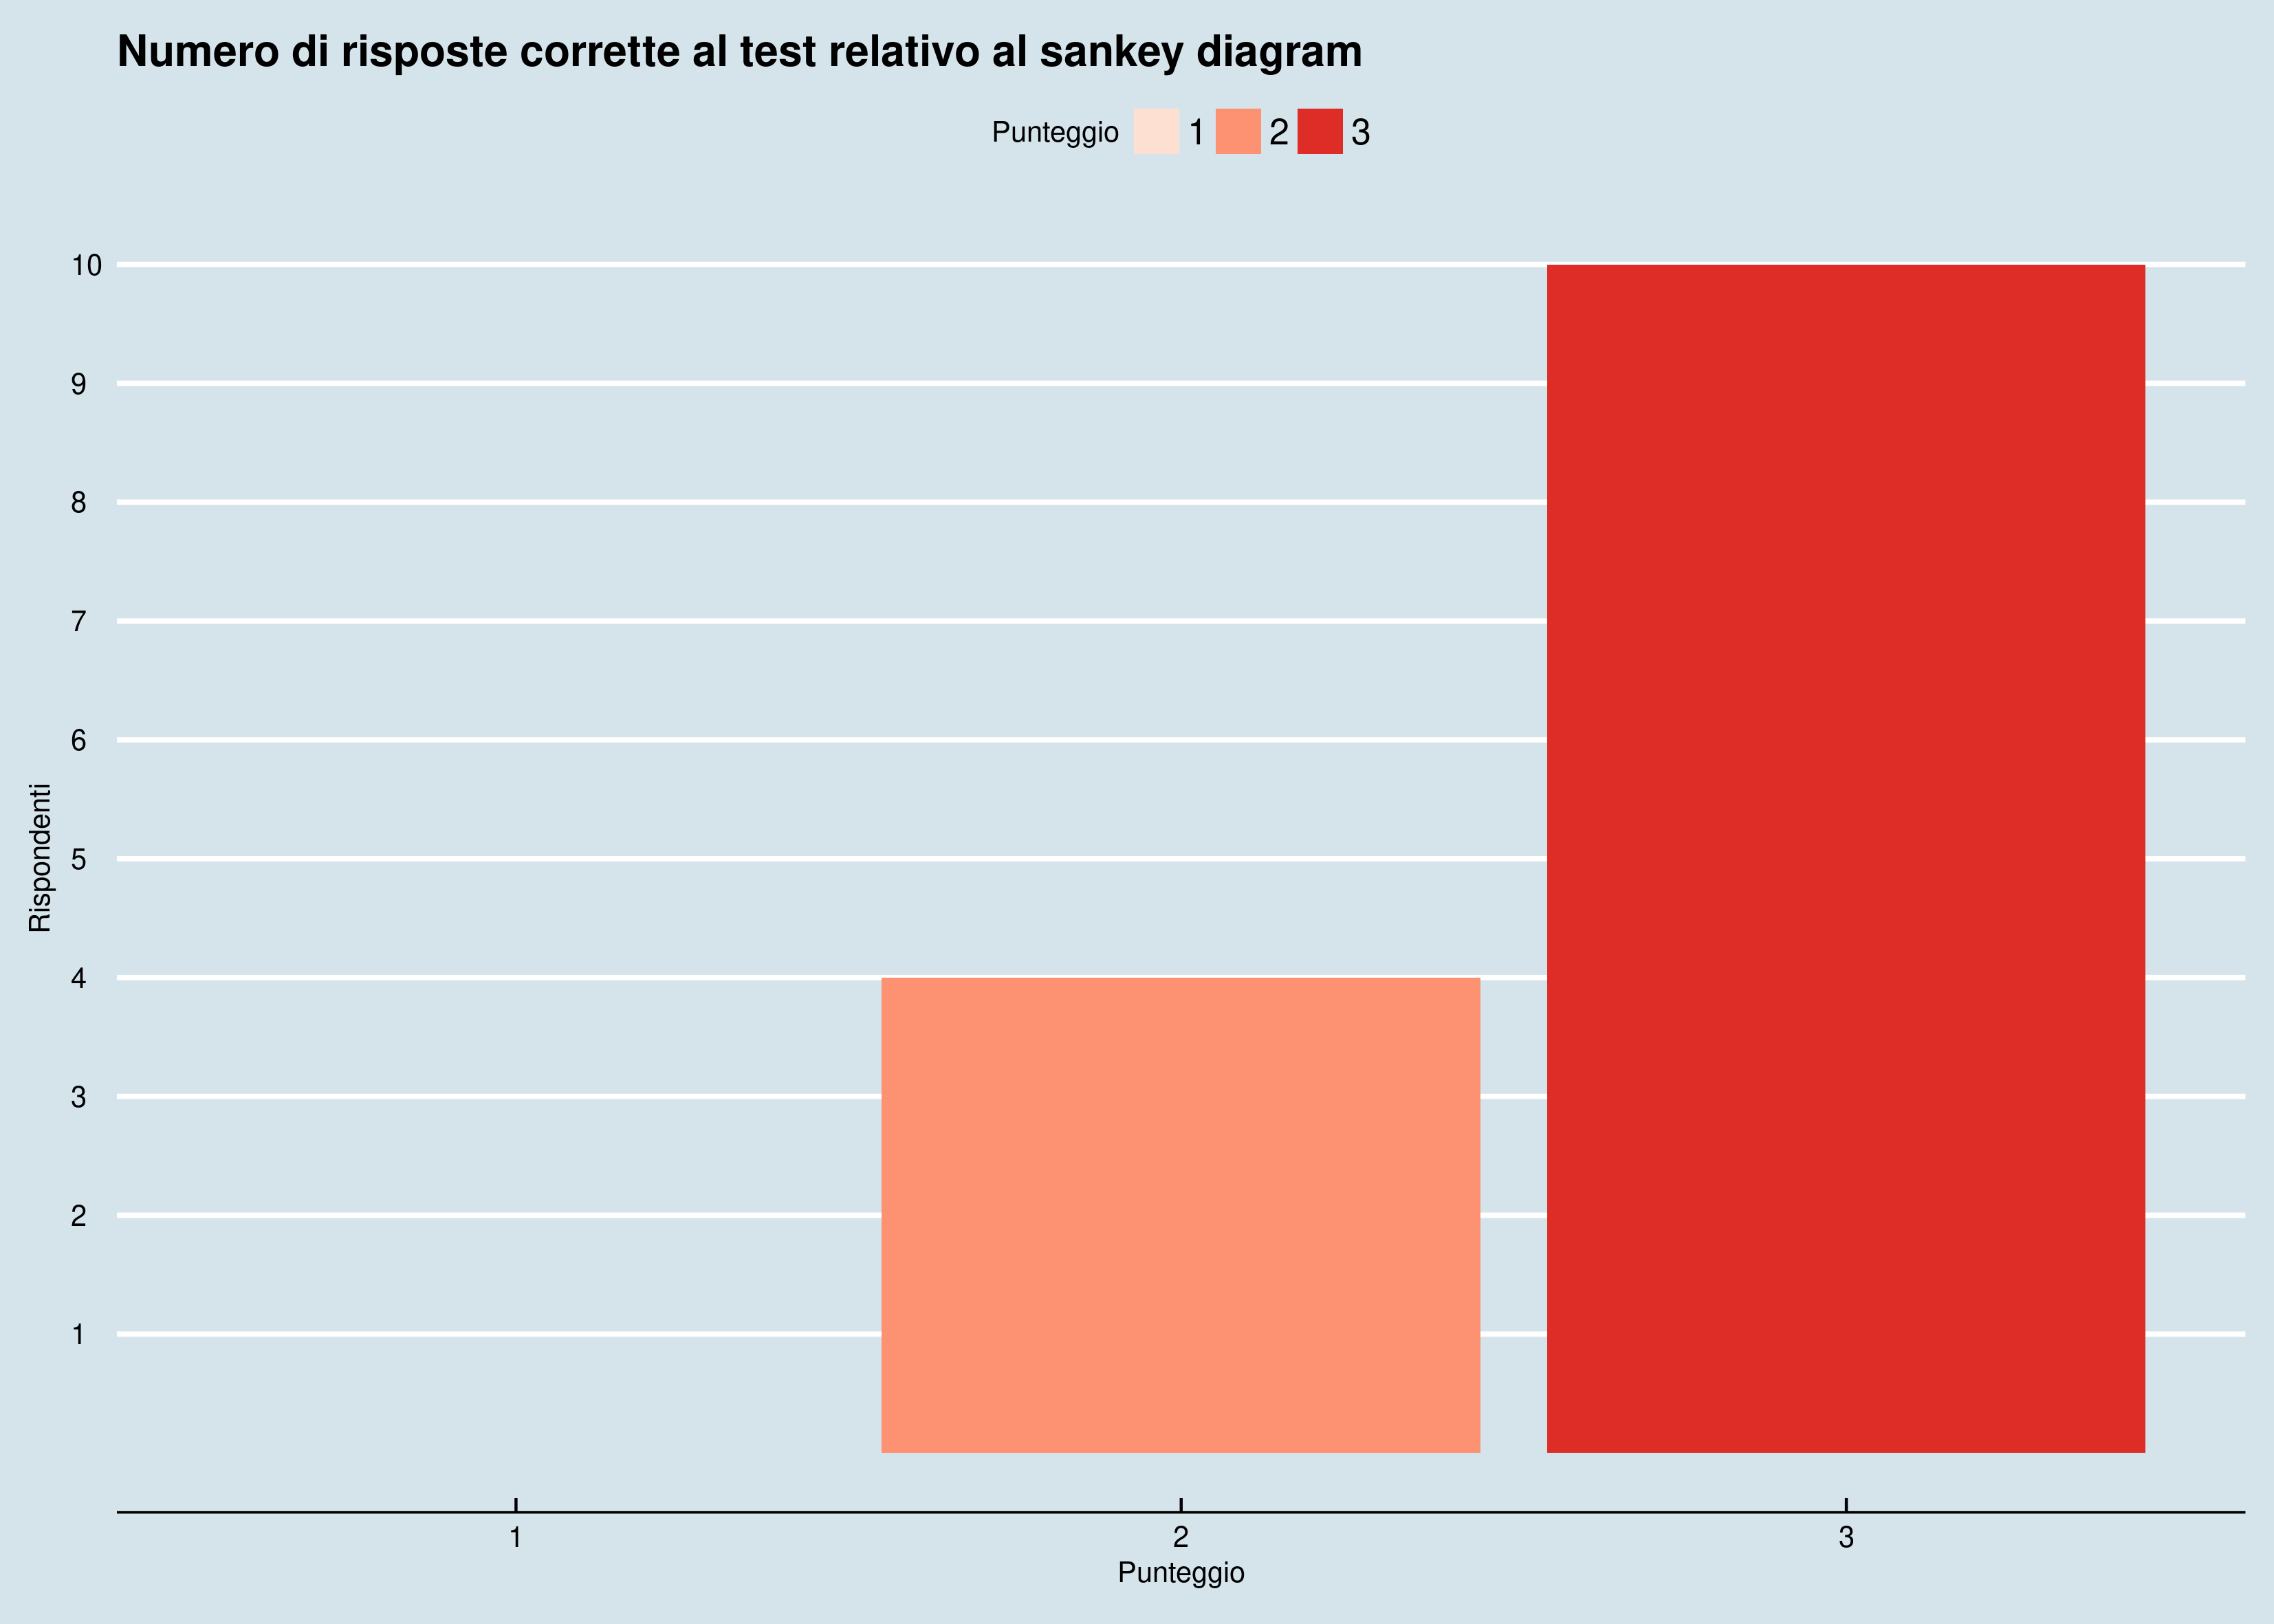 Numero di risposte corrette al test relativo al sankey diagram
Punteggio 1 2 3
10
9
8
7
6
5
4
3
2
1
Rispondenti
1 2 3
Punteggio